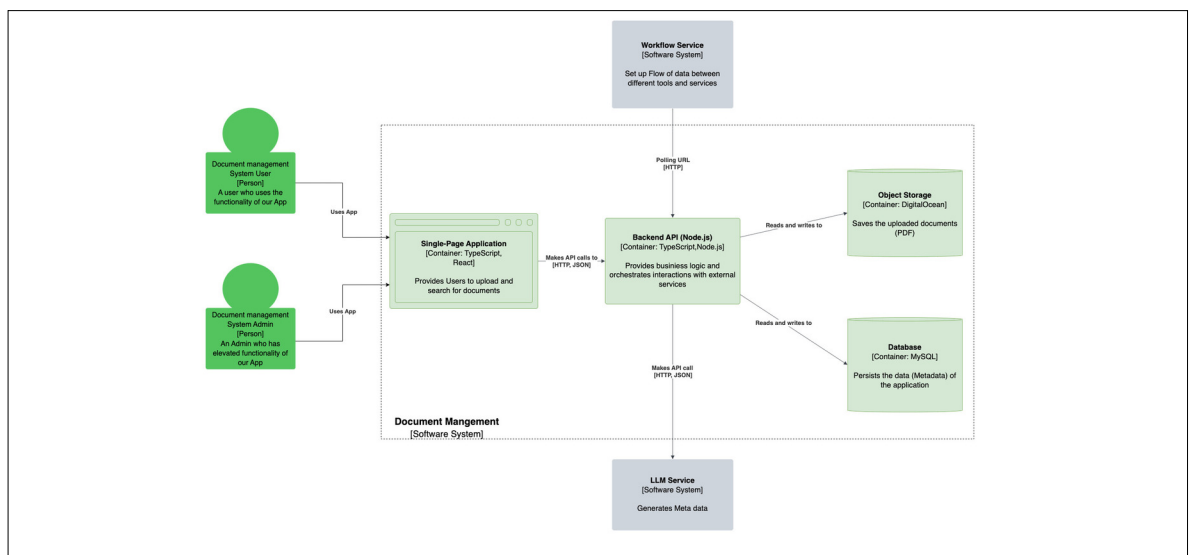 Workflow Service
[Software System]
Set up Flow of data between
different tools and services
Document management
System User
[Person]
A user who uses the
functionality of our App
Uses App
Polling URL
[HTTP]
Object Storage
[Container: DigitalOcean]
Saves the uploaded documents
(PDF)
Reads and writes to
Single-Page Application
[Container: TypeScript,
React]
Provides Users to upload and
search for documents
Makes API calls to
[HTTP, JSON]
Backend API (Node.js)
[Container: TypeScript,Node.js]
Provides businiess logic and
orchestrates interactions with external
services
Document management
System Admin
[Person]
An Admin who has
elevated functionality of
our App
Uses App
Reads and writes to
Database
[Container: MySQL]
Persists the data (Metadata) of
the application
Makes API call
[HTTP, JSON]
Document Mangement
[Software System]
LLM Service
[Software System]
Generates Meta data